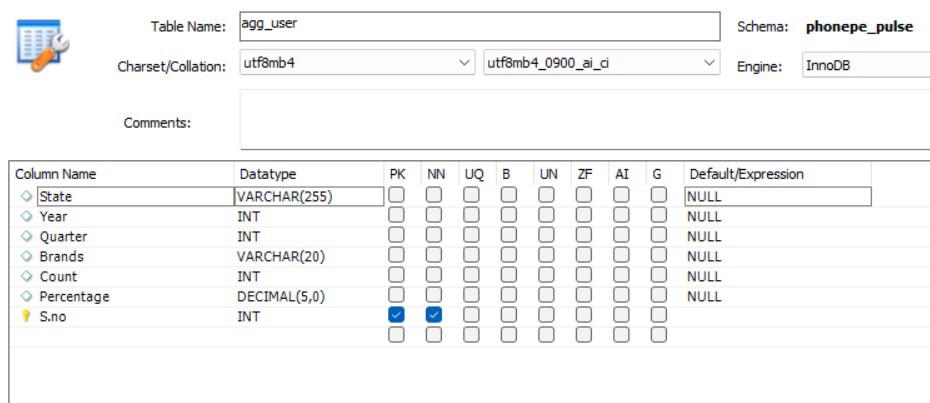 Table Name: agg_user Schema: phonepe_pulse
Charset/Collation: utf8mb4 utf8mb4_0900_ai_ci Engine: InnoDB
Comments:
Column Name Datatype PK NN UQ B UN ZF AI G Default/Expression
State VARCHAR(255) NULL
Year INT NULL
Quarter INT NULL
Brands VARCHAR(20) NULL
Count INT NULL
Percentage DECIMAL(5,0) NULL
S.no INT